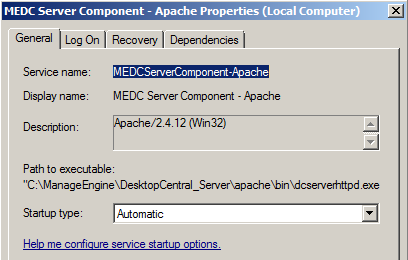 MEDC Server Component - Apache Properties (Local Computer)
General Log On Recovery Dependencies
Service name: MEDCServerComponent-Apache
Display name: MEDC Server Component - Apache
Description: Apache/2.4.12 (Win32)
Path to executable:
"C:\ManageEngine\DesktopCentral_Server\apache\bin\dcserverhttpd.exe
Startup type: Automatic
Help me configure service startup options.